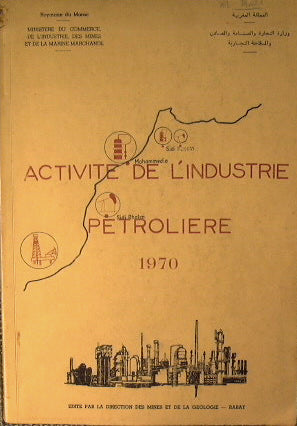 Royaume du Maroc
MINISTERE DU COMMERCE,
DE L'INDUSTRIE, DES MINES
ET DE LA MARINE MARCHANDE
المملكة المغربية
وزارة التجارة والصناعة والمعادن
والملاحة التجارية
Sidi
Mohammedia
ACTIVITE DE L'INDUSTRIE
Sidi Rhalem
PETROLIERE
1970
EDITE PAR LA DIRECTION DES MINES ET DE LA GEOLOGIE — RABAT